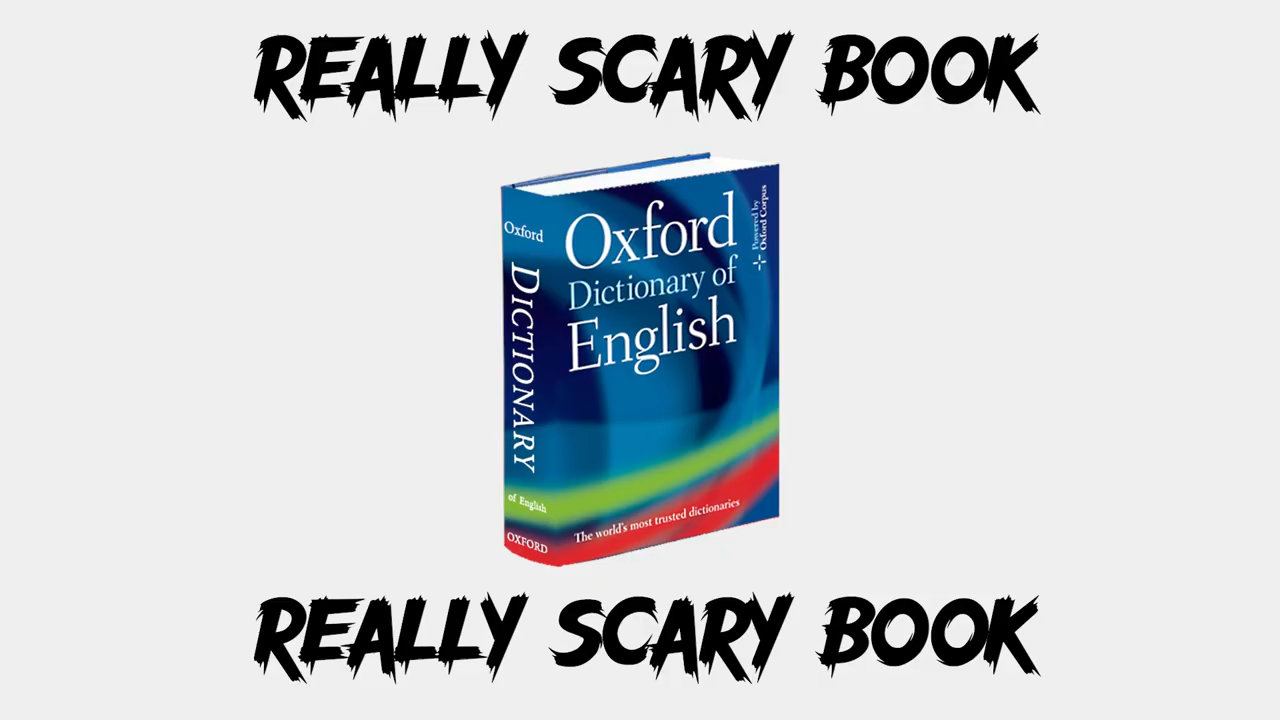 REALLY SCARY BOOK
Oxford
Dictionary of
English
Powered by
Oxford Corpus
The world's most trusted dictionaries
Oxford
DICTIONARY
of English
OXFORD
REALLY SCARY BOOK